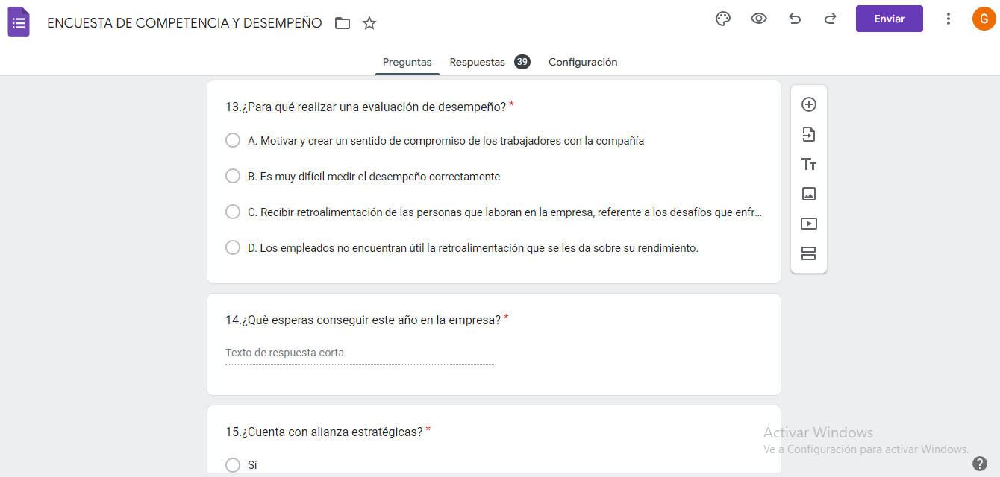 ENCUESTA DE COMPETENCIA Y DESEMPEÑO
Enviar
G
Preguntas
Respuestas 39
Configuración
13.¿Para qué realizar una evaluación de desempeño? *
A. Motivar y crear un sentido de compromiso de los trabajadores con la compañía
B. Es muy difícil medir el desempeño correctamente
C. Recibir retroalimentación de las personas que laboran en la empresa, referente a los desafíos que enfr...
D. Los empleados no encuentran útil la retroalimentación que se les da sobre su rendimiento.
14.¿Què esperas conseguir este año en la empresa? *
Texto de respuesta corta
15.¿Cuenta con alianza estratégicas? *
Sí
Activar Windows
Ve a Configuración para activar Windows.